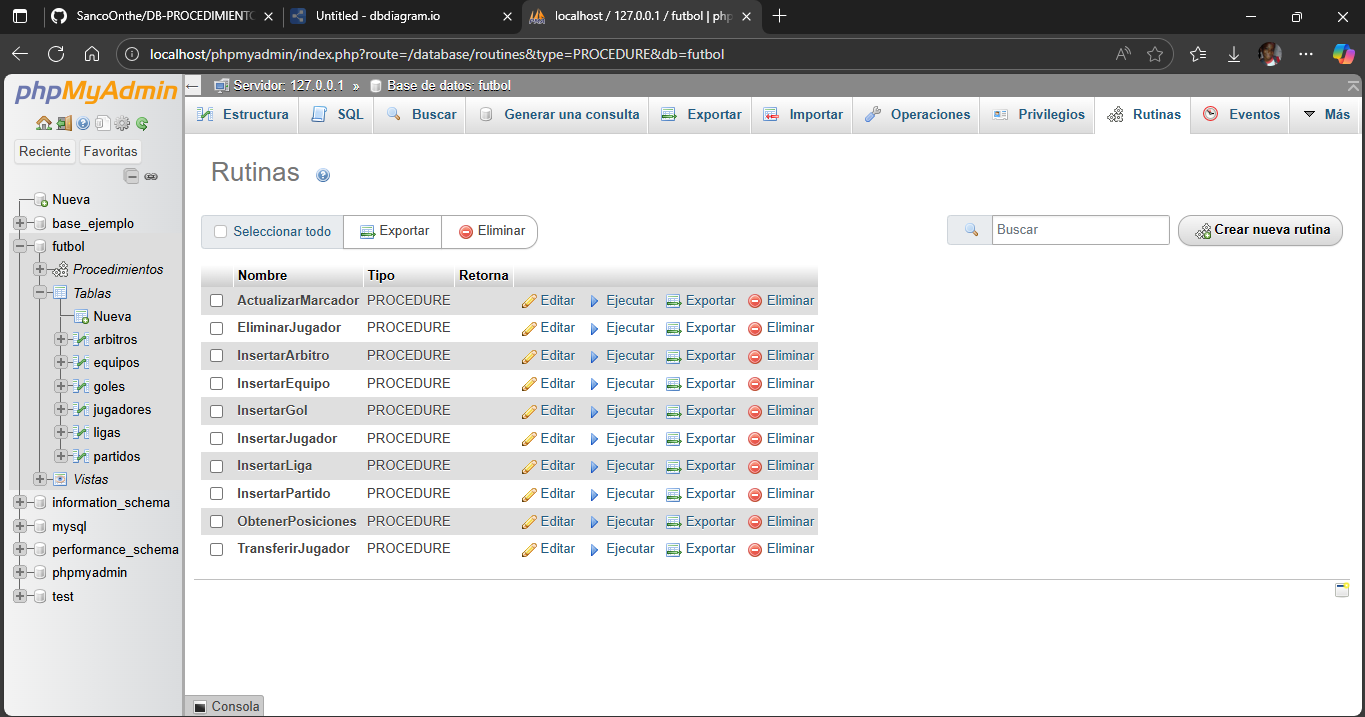 SancoOnthe/DB-PROCEDIMIENTO
Untitled - dbdiagram.io
localhost / 127.0.0.1 / futbol | php
localhost/phpmyadmin/index.php?route=/database/routines&type=PROCEDURE&db=futbol
phpMyAdmin
Reciente Favoritas
Nueva
base_ejemplo
futbol
Procedimientos
Tablas
Nueva
arbitros
equipos
goles
jugadores
ligas
partidos
Vistas
information_schema
mysql
performance_schema
phpmyadmin
test
Servidor: 127.0.0.1 » Base de datos: futbol
Estructura SQL Buscar Generar una consulta Exportar Importar Operaciones Privilegios Rutinas Eventos Más
Rutinas
Seleccionar todo Exportar Eliminar Buscar Crear nueva rutina
Nombre Tipo Retorna
ActualizarMarcador PROCEDURE Editar Ejecutar Exportar Eliminar
EliminarJugador PROCEDURE Editar Ejecutar Exportar Eliminar
InsertarArbitro PROCEDURE Editar Ejecutar Exportar Eliminar
InsertarEquipo PROCEDURE Editar Ejecutar Exportar Eliminar
InsertarGol PROCEDURE Editar Ejecutar Exportar Eliminar
InsertarJugador PROCEDURE Editar Ejecutar Exportar Eliminar
InsertarLiga PROCEDURE Editar Ejecutar Exportar Eliminar
InsertarPartido PROCEDURE Editar Ejecutar Exportar Eliminar
ObtenerPosiciones PROCEDURE Editar Ejecutar Exportar Eliminar
TransferirJugador PROCEDURE Editar Ejecutar Exportar Eliminar
Consola